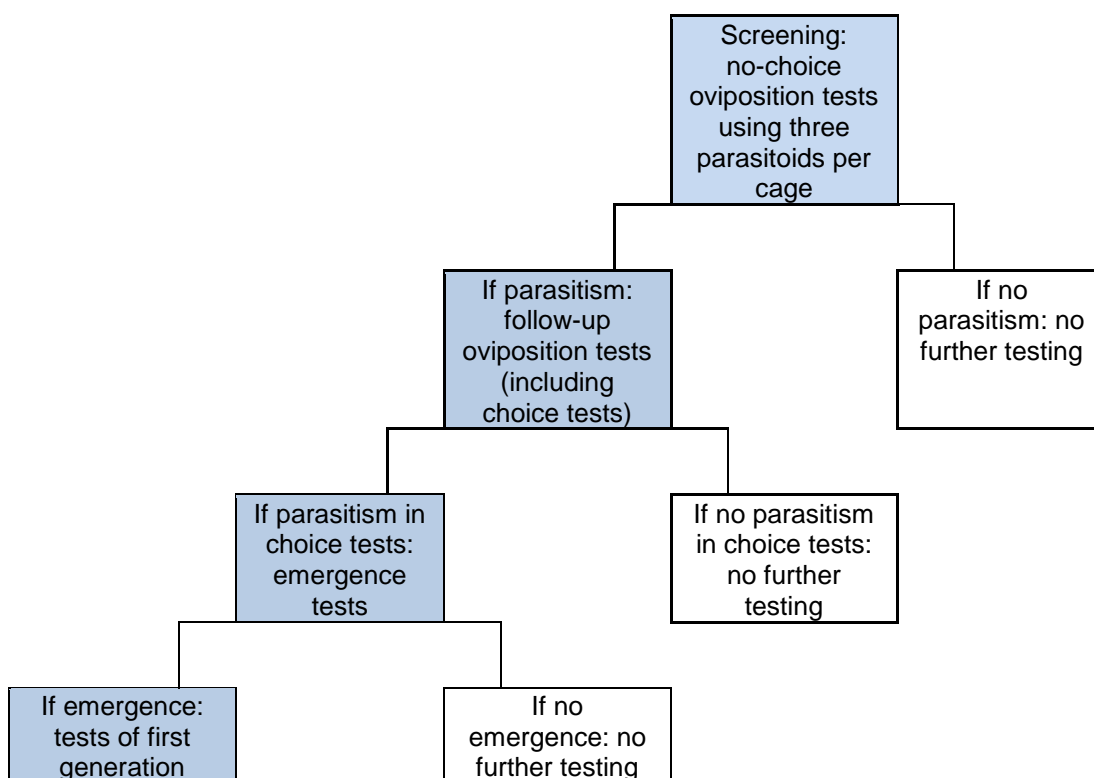 Screening:
no-choice
oviposition tests
using three
parasitoids per
cage
If parasitism:
follow-up
oviposition tests
(including
choice tests)
If no
parasitism: no
further testing
If parasitism in
choice tests:
emergence
tests
If no parasitism
in choice tests:
no further
testing
If emergence:
tests of first
generation
If no
emergence: no
further testing